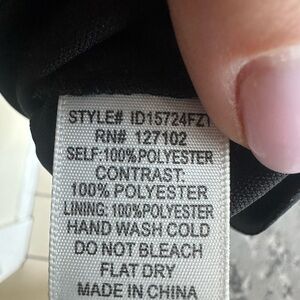 STYLE# ID15724FZT
RN# 127102
SELF:100%POLYESTER
CONTRAST:
100% POLYESTER
LINING: 100%POLYESTER
HAND WASH COLD
DO NOT BLEACH
FLAT DRY
MADE IN CHINA